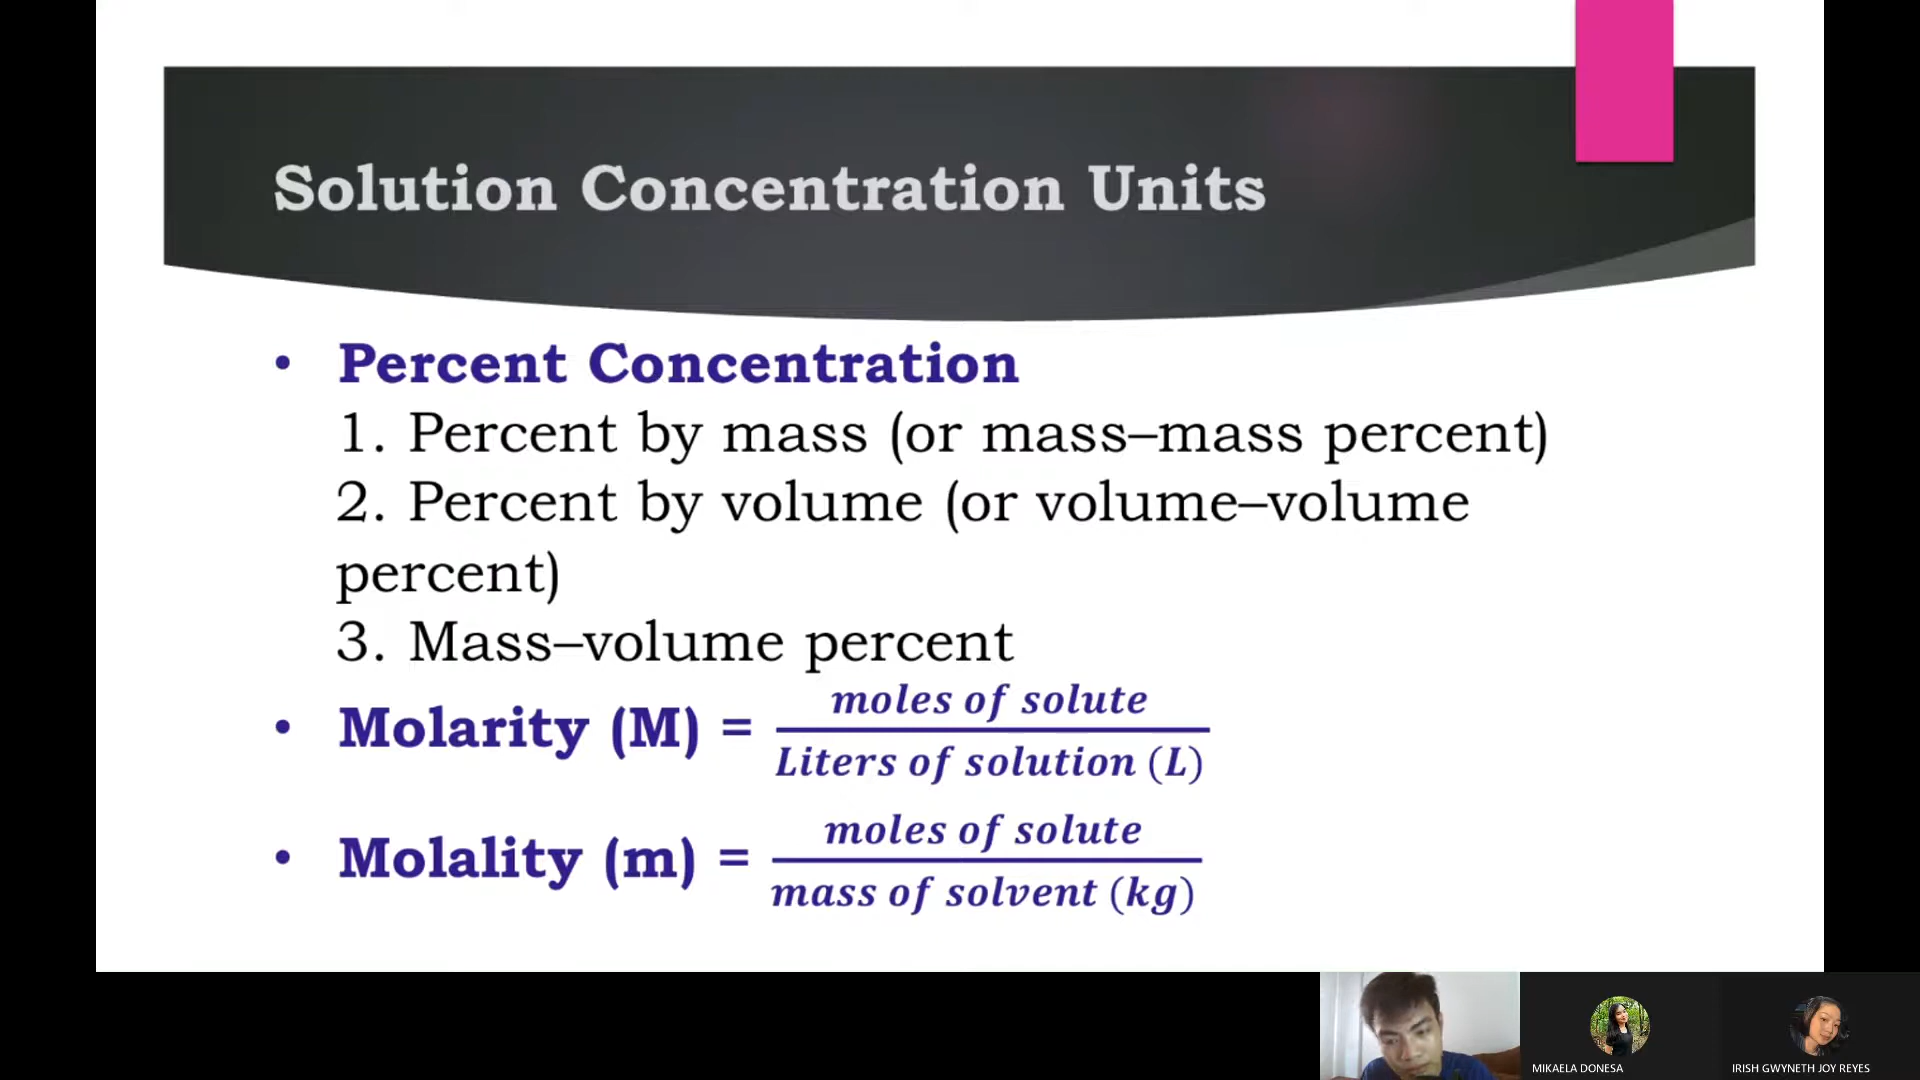 Solution Concentration Units
• Percent Concentration
1. Percent by mass (or mass–mass percent)
2. Percent by volume (or volume–volume
percent)
3. Mass–volume percent
• Molarity (M) = moles of solute / Liters of solution (L)
• Molality (m) = moles of solute / mass of solvent (kg)
MIKAELA DONESA
IRISH GWYNETH JOY REYES